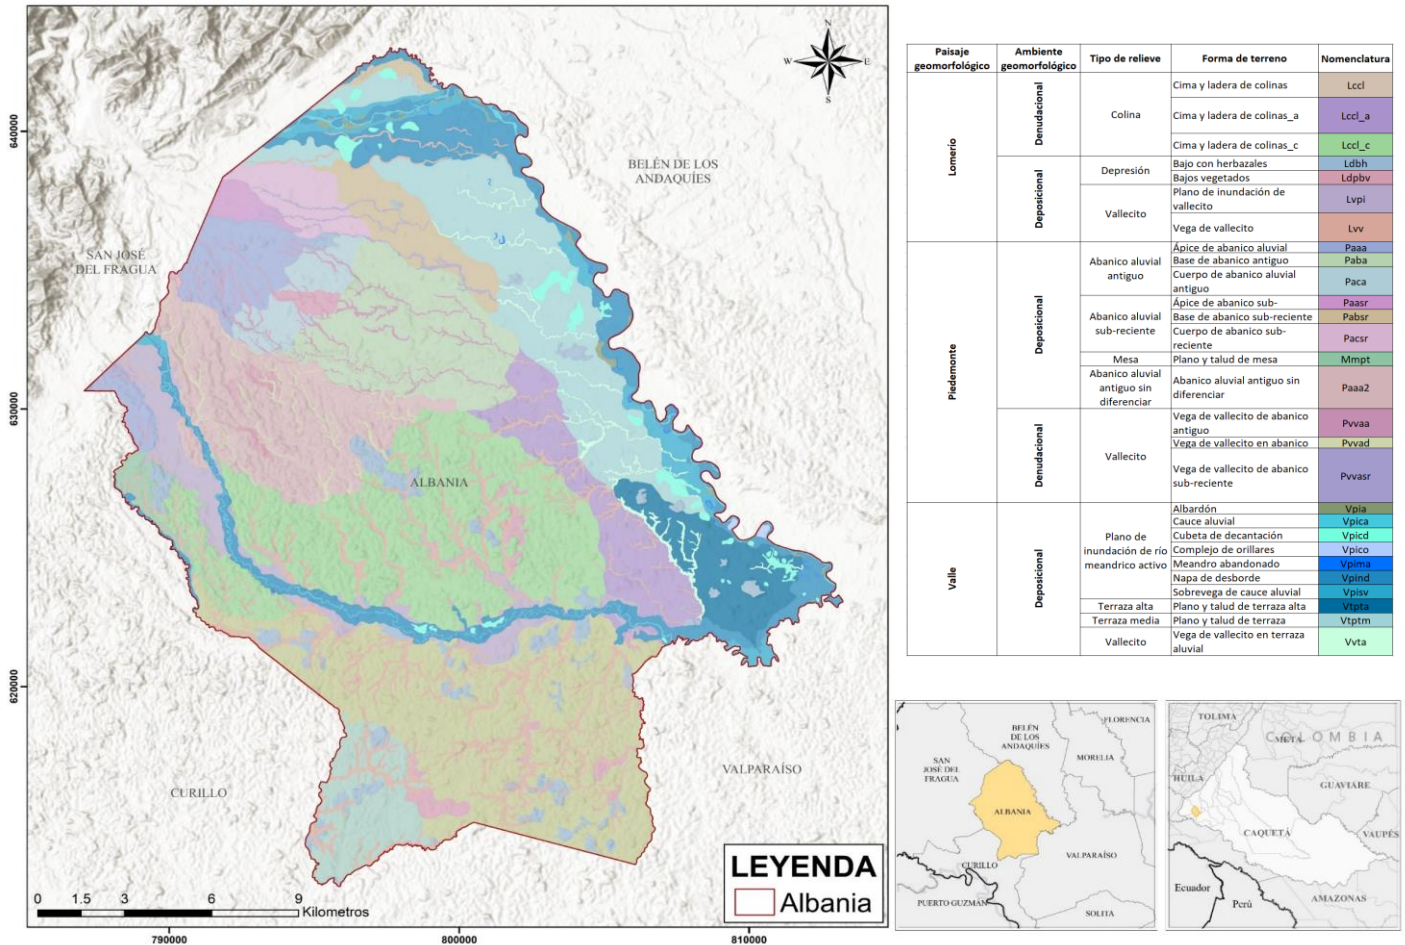 N
W
E
S
640000
630000
620000
790000
800000
810000
BELÉN DE LOS
ANDAQUÍES
SAN JOSÉ
DEL FRAGUA
ALBANIA
CURILLO
VALPARAÍSO
0 1.5 3 6 9
Kilometros
LEYENDA
Albania
Paisaje geomorfológico
Ambiente geomorfológico
Tipo de relieve
Forma de terreno
Nomenclatura
Lomerío
Denudacional
Colina
Cima y ladera de colinas
Lccl
Cima y ladera de colinas_a
Lccl_a
Cima y ladera de colinas_c
Lccl_c
Deposicional
Depresión
Bajo con herbazales
Ldbh
Bajos vegetados
Ldpbv
Vallecito
Plano de inundación de
vallecito
Lvpi
Vega de vallecito
Lvv
Piedemonte
Deposicional
Abanico aluvial
antiguo
Ápice de abanico aluvial
Paaa
Base de abanico antiguo
Paba
Cuerpo de abanico aluvial
antiguo
Paca
Abanico aluvial
sub-reciente
Ápice de abanico sub-
Paasr
Base de abanico sub-reciente
Pabsr
Cuerpo de abanico sub-
reciente
Pacsr
Mesa
Plano y talud de mesa
Mmpt
Abanico aluvial
antiguo sin
diferenciar
Abanico aluvial antiguo sin
diferenciar
Paaa2
Denudacional
Vallecito
Vega de vallecito de abanico
antiguo
Pvvaa
Vega de vallecito en abanico
Pvvad
Vega de vallecito de abanico
sub-reciente
Pvvasr
Valle
Deposicional
Plano de
inundación de río
meandrico activo
Albardón
Vpia
Cauce aluvial
Vpica
Cubeta de decantación
Vpicd
Complejo de orillares
Vpico
Meandro abandonado
Vpima
Napa de desborde
Vpind
Sobrevega de cauce aluvial
Vpisv
Terraza alta
Plano y talud de terraza alta
Vtpta
Terraza media
Plano y talud de terraza
Vtptm
Vallecito
Vega de vallecito en terraza
aluvial
Vvta
FLORENCIA
BELÉN
DE LOS
ANDAQUÍES
SAN
JOSÉ DEL
FRAGUA
MORELIA
ALBANIA
VALPARAÍSO
CURILLO
PUERTO GUZMÁN
SOLITA
TOLIMA
COLOMBIA
META
HUILA
GUAVIARE
CAQUETÁ
VAUPÉS
Ecuador
Perú
AMAZONAS